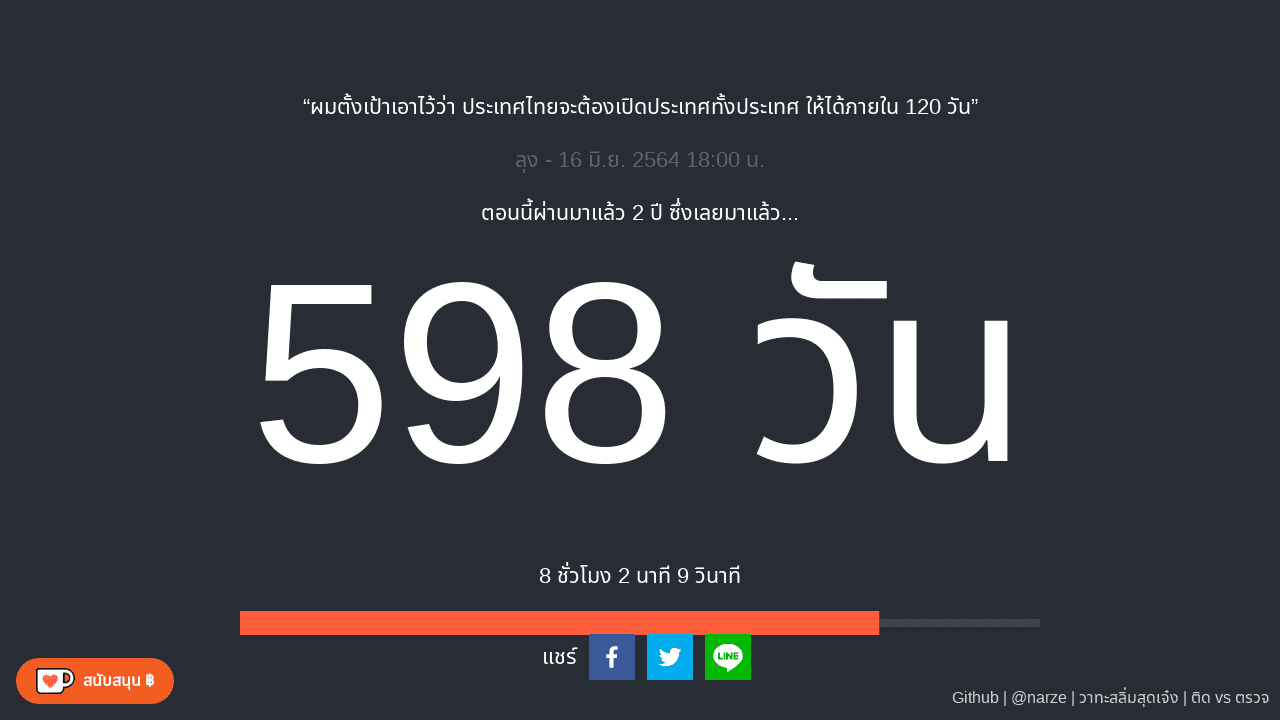 “ผมตั้งเป้าเอาไว้ว่า ประเทศไทยจะต้องเปิดประเทศทั้งประเทศ ให้ได้ภายใน 120 วัน”
ลุง - 16 มิ.ย. 2564 18:00 น.
ตอนนี้ผ่านมาแล้ว 2 ปี ซึ่งเลยมาแล้ว...
598 วัน
8 ชั่วโมง 2 นาที 9 วินาที
แชร์
LINE
สนับสนุน ฿
Github | @narze | วาทะสลิ่มสุดเจ๋ง | ติด vs ตรวจ